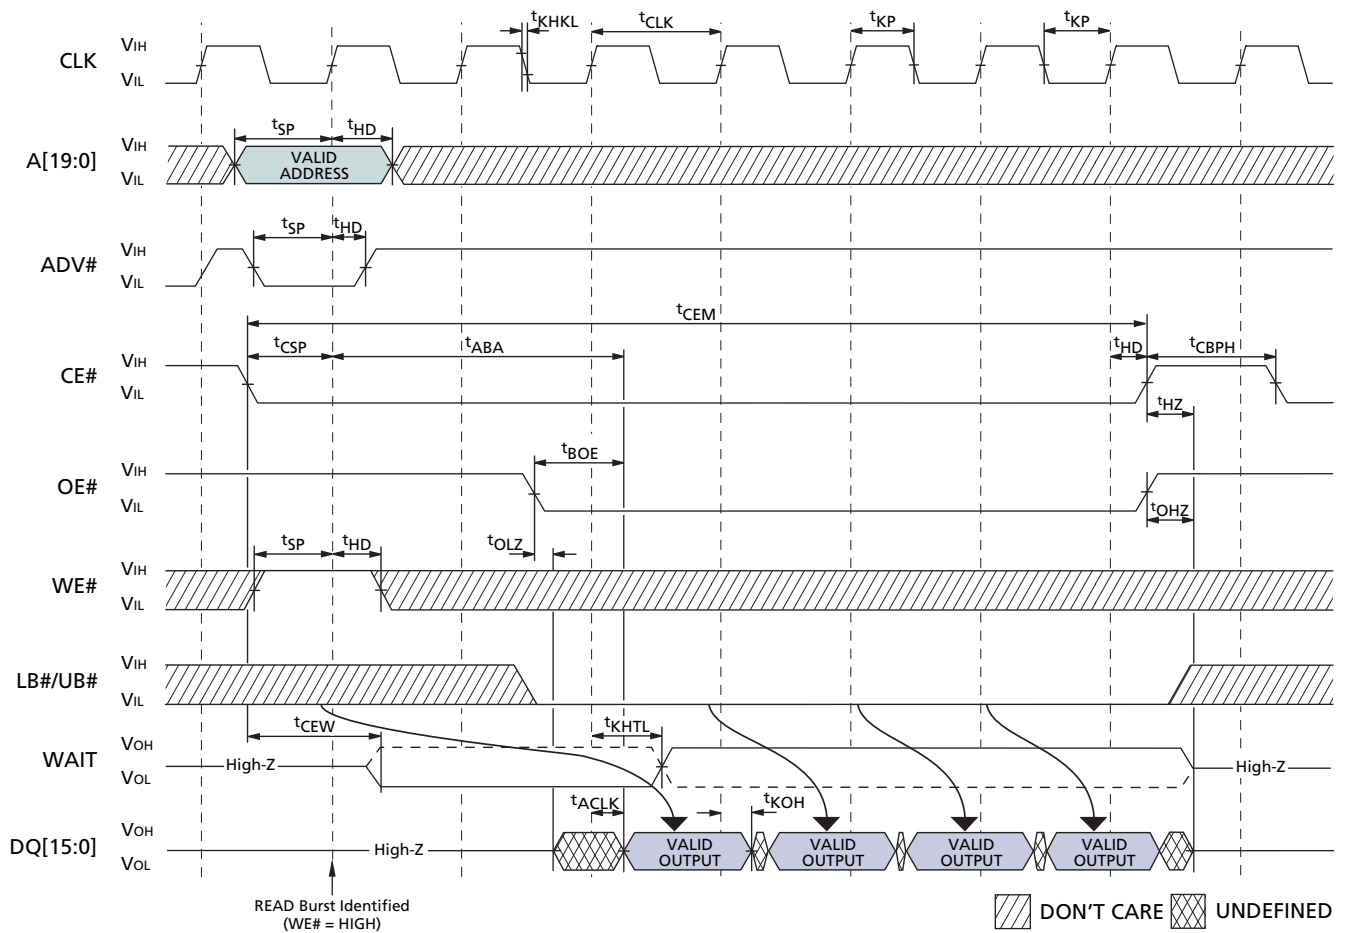 tKHKL tCLK tKP tKP
CLK VIH
VIL
tSP tHD
A[19:0] VIH
VIL
VALID
ADDRESS
tSP tHD
ADV# VIH
VIL
tCEM
tCSP tABA tHD tCBPH
CE# VIH
VIL
tHZ
tBOE
OE# VIH
VIL
tOHZ
tSP tHD tOLZ
WE# VIH
VIL
LB#/UB# VIH
VIL
tCEW tKHTL
WAIT VOH
VOL
High-Z High-Z
tACLK tKOH
DQ[15:0] VOH
VOL
High-Z
VALID
OUTPUT
VALID
OUTPUT
VALID
OUTPUT
VALID
OUTPUT
READ Burst Identified
(WE# = HIGH)
DON'T CARE UNDEFINED